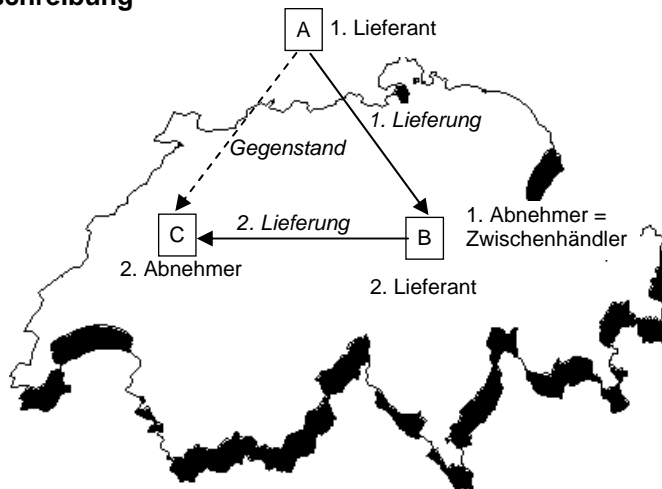 schreibung
A
1. Lieferant
1. Lieferung
Gegenstand
C
2. Lieferung
B
1. Abnehmer =
Zwischenhändler
2. Abnehmer
2. Lieferant